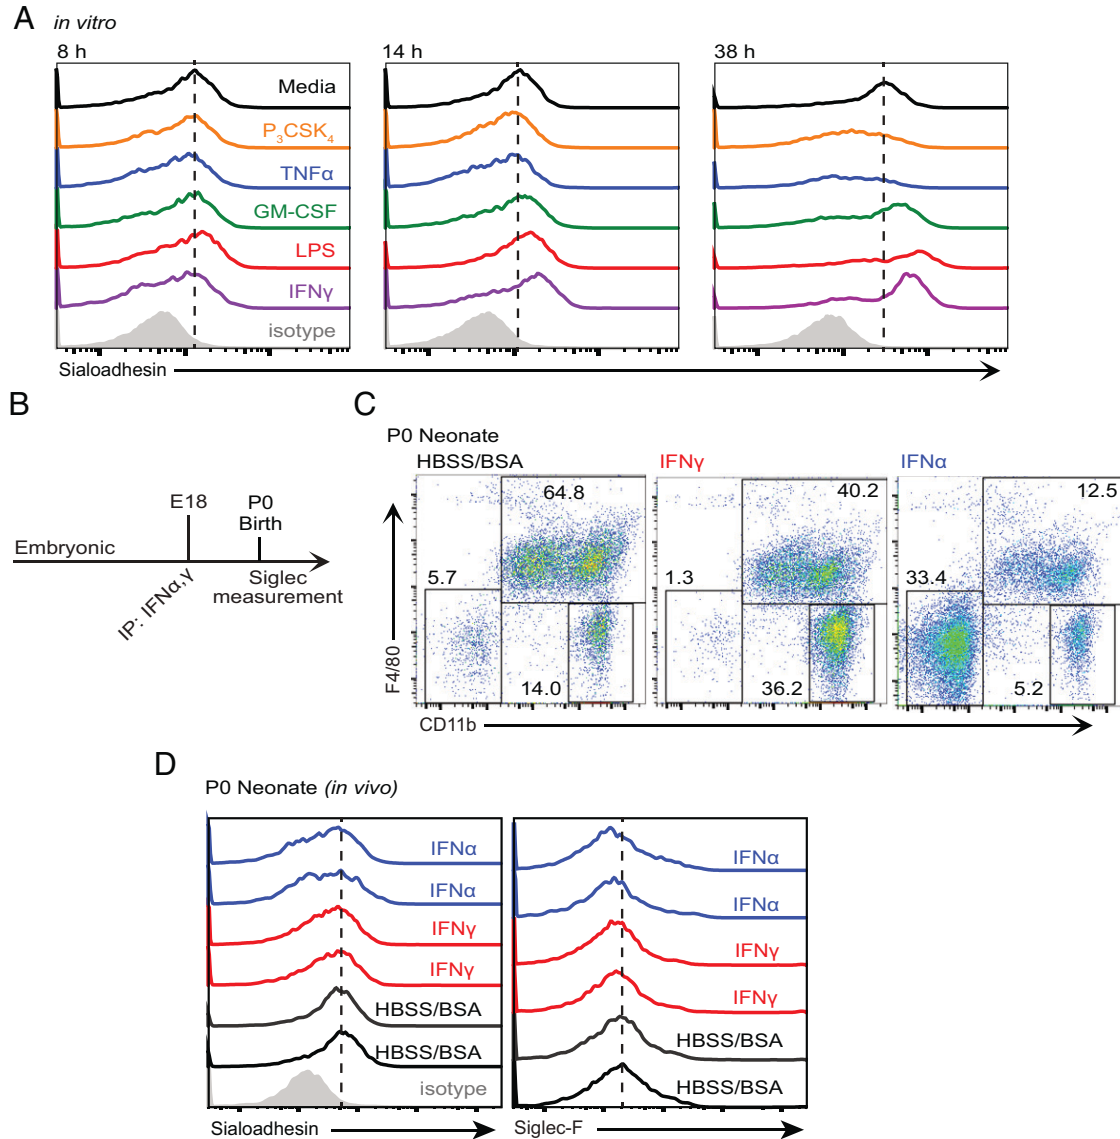 A in vitro
8 h 14 h 38 h
Media
P3CSK4
TNFα
GM-CSF
LPS
IFNγ
isotype
Sialoadhesin
B
E18
P0
Birth
Embryonic
Siglec
measurement
IP: IFNα,γ
C
P0 Neonate
HBSS/BSA IFNγ IFNα
64.8 40.2 12.5
5.7 1.3 33.4
14.0 36.2 5.2
F4/80
CD11b
D
P0 Neonate (in vivo)
IFNα IFNα
IFNα IFNα
IFNγ IFNγ
IFNγ IFNγ
HBSS/BSA HBSS/BSA
HBSS/BSA HBSS/BSA
isotype
Sialoadhesin Siglec-F